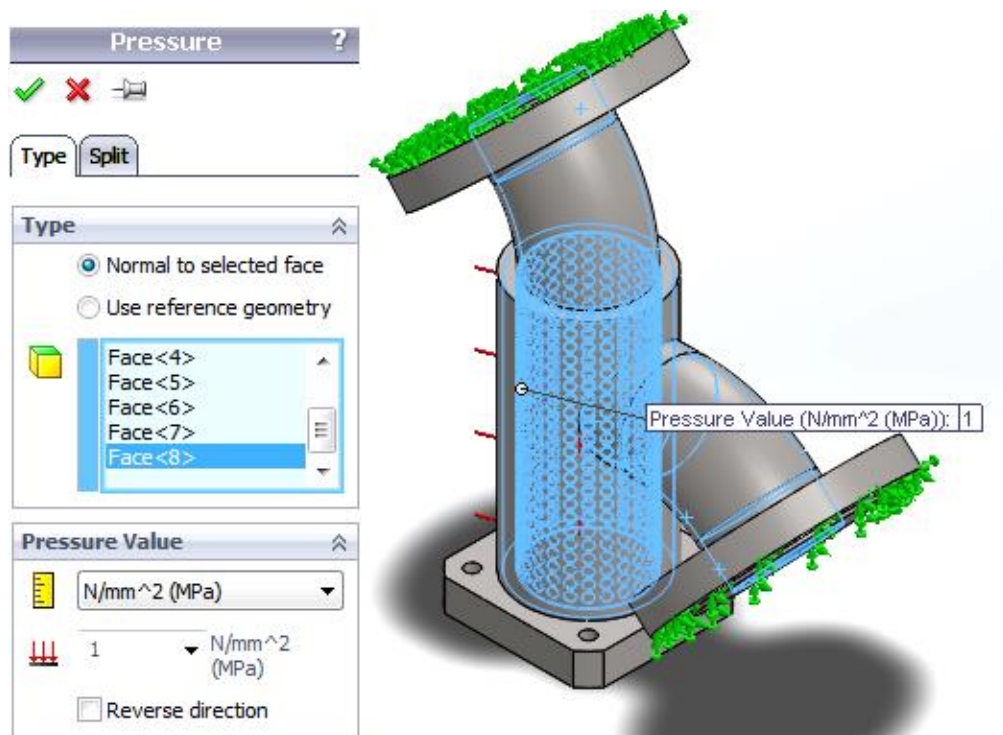 Pressure ?
Type Split
Type
Normal to selected face
Use reference geometry
Face<4>
Face<5>
Face<6>
Face<7>
Face<8>
Pressure Value (N/mm^2 (MPa)): 1
Pressure Value
N/mm^2 (MPa)
1 N/mm^2
(MPa)
Reverse direction